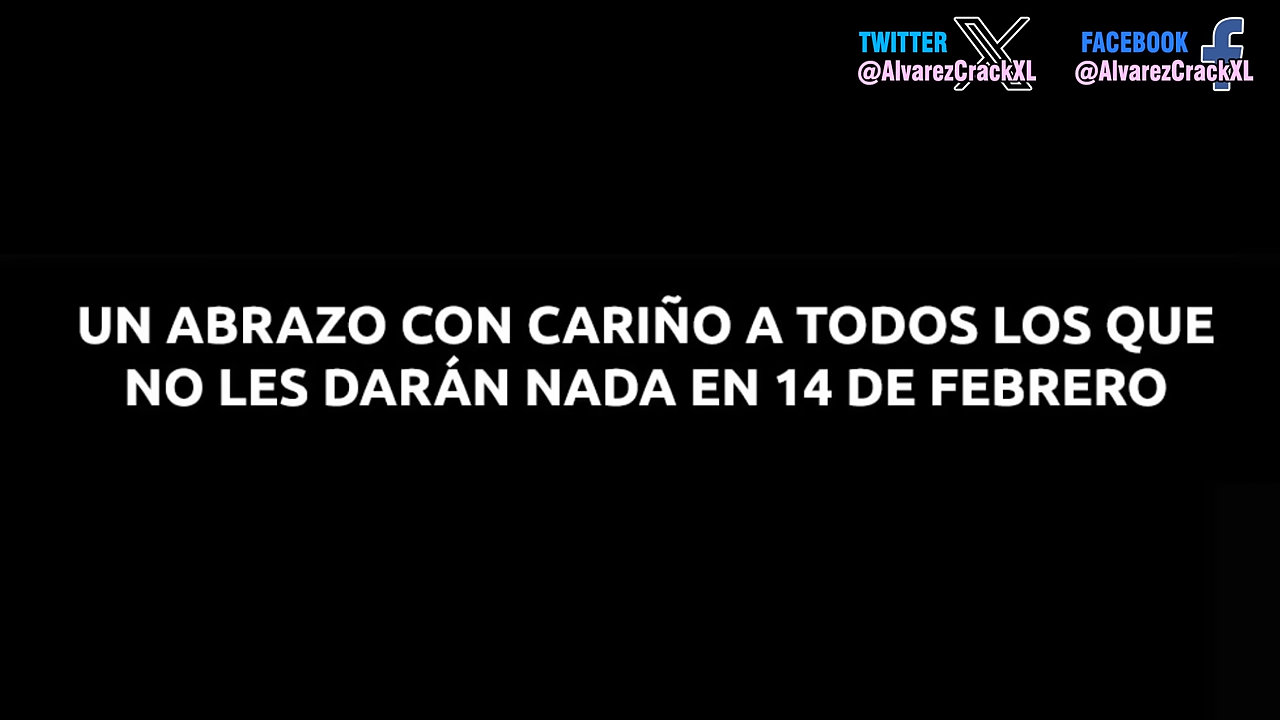 TWITTER
@AlvarezCrackXL
FACEBOOK
@AlvarezCrackXL
UN ABRAZO CON CARIÑO A TODOS LOS QUE
NO LES DARÁN NADA EN 14 DE FEBRERO